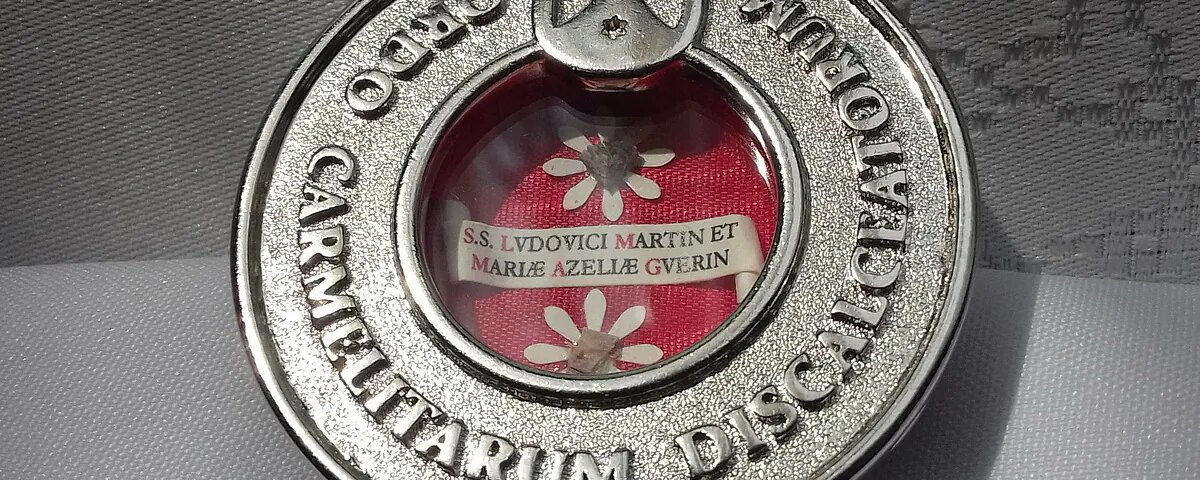 ORDO CARMELITARUM DISCALCEATORUM
S.S. LVDOVICI MARTIN ET
MARIÆ AZELIÆ GVERIN